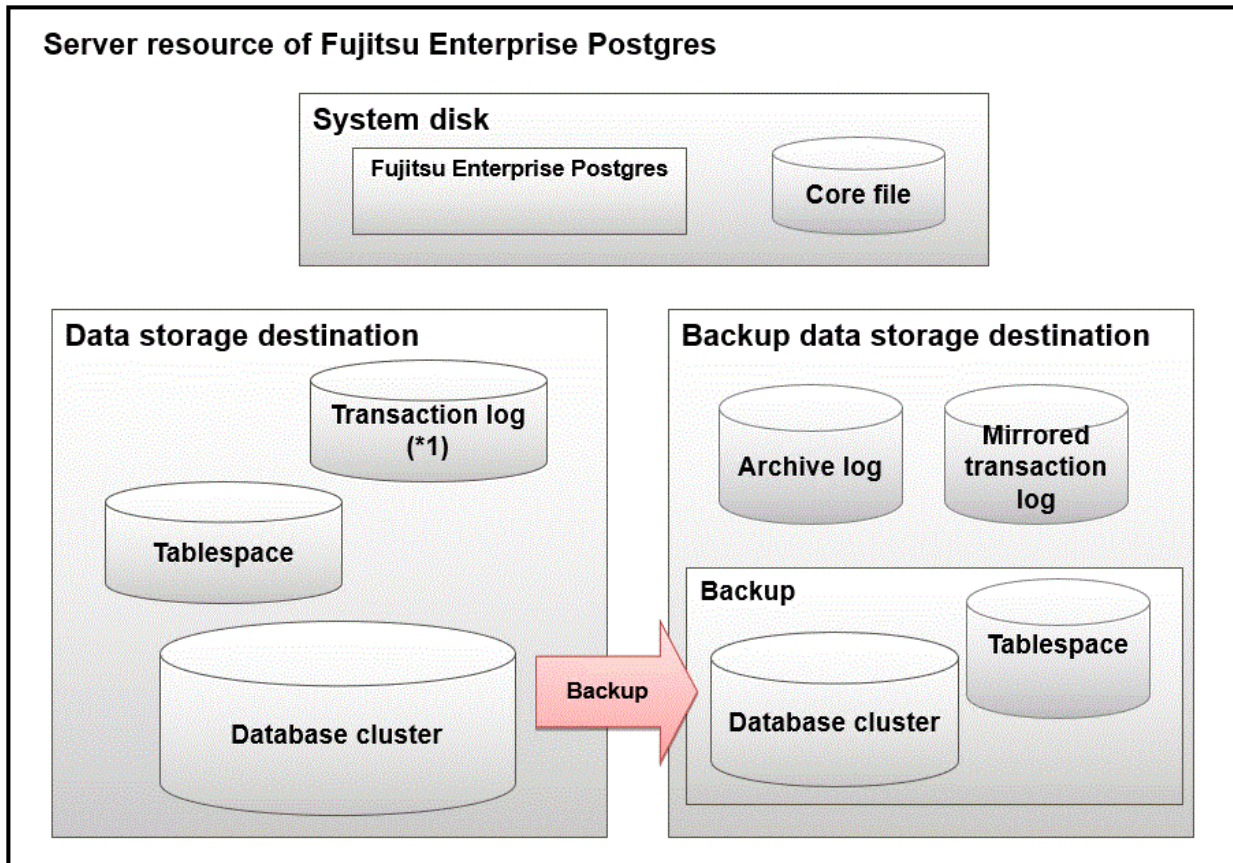 Server resource of Fujitsu Enterprise Postgres
System disk
Fujitsu Enterprise Postgres
Core file
Data storage destination
Transaction log
(*1)
Tablespace
Database cluster
Backup
Backup data storage destination
Archive log
Mirrored
transaction
log
Backup
Tablespace
Database cluster